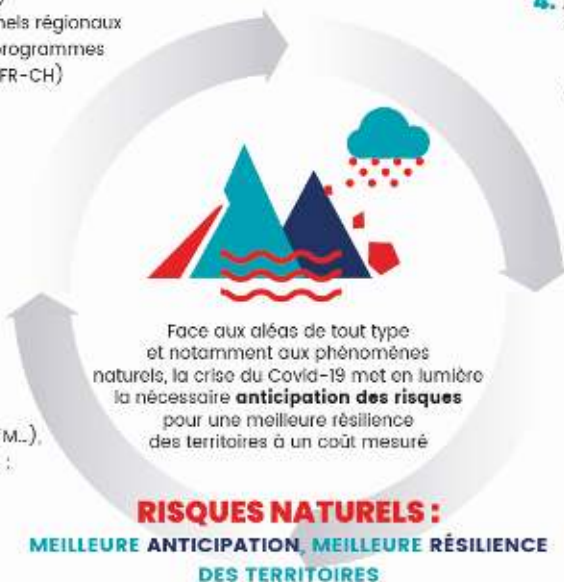 nels régionaux
programmes
FR-CH)
4.
Face aux aléas de tout type
et notamment aux phénomènes
naturels, la crise du Covid-19 met en lumière
la nécessaire anticipation des risques
pour une meilleure résilience
des territoires à un coût mesuré
M...),
:
RISQUES NATURELS :
MEILLEURE ANTICIPATION, MEILLEURE RÉSILIENCE
DES TERRITOIRES